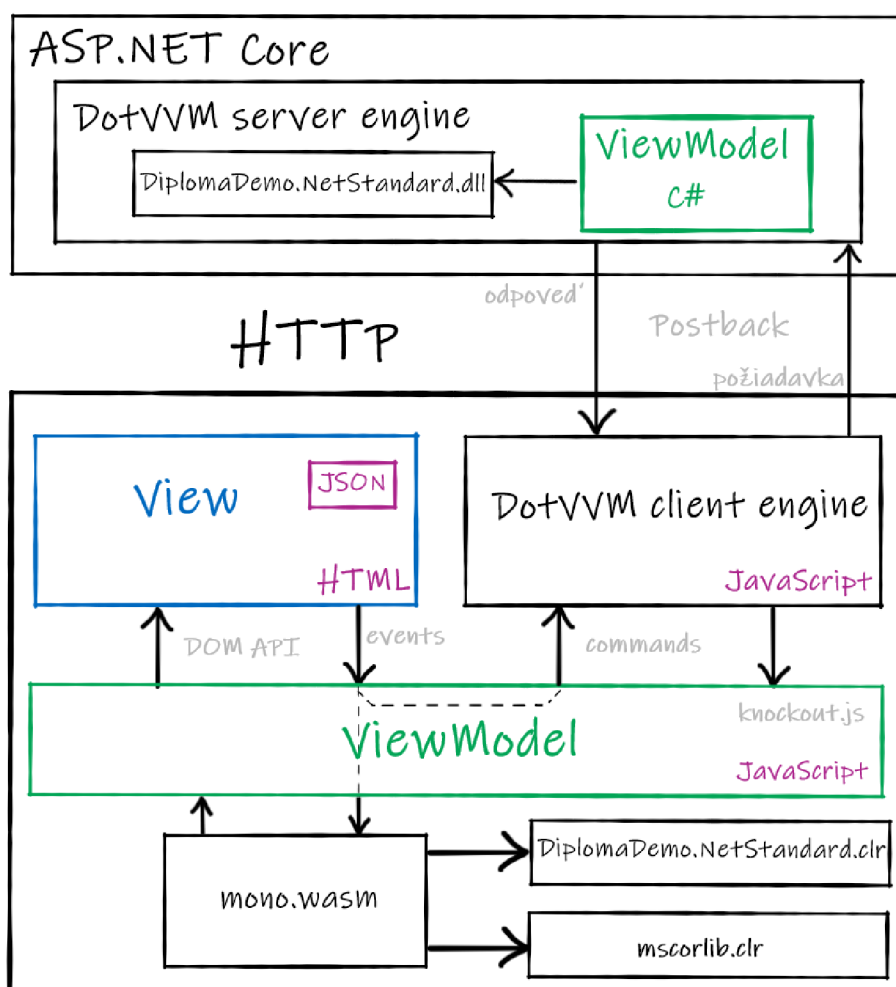 ASP.NET Core
DotVVM server engine
DiplomaDemo.NetStandard.dll
ViewModel
C#
odpoveď
Postback
HTTP
požiadavka
View
JSON
HTML
DotVVM client engine
JavaScript
DOM API
events
commands
knockout.js
ViewModel
JavaScript
mono.wasm
DiplomaDemo.NetStandard.clr
mscorlib.clr